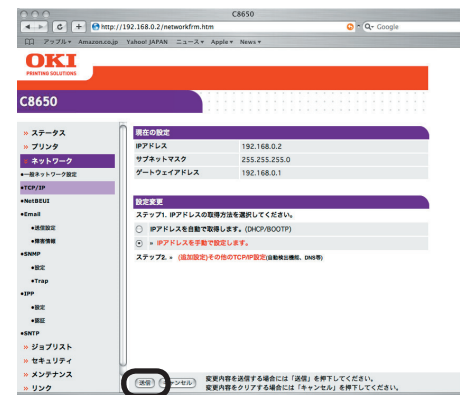 C8650
http://192.168.0.2/networkfrm.htm
Q- Google
アップル▼ Amazon.co.jp Yahoo! JAPAN ニュース▼ Apple▼ News▼
OKI
PRINTING SOLUTIONS
C8650
» ステータス
» プリンタ
» ネットワーク
●一般ネットワーク設定
●TCP/IP
●NetBEUI
●Email
●送信設定
●障害情報
●SNMP
●設定
●Trap
●IPP
●設定
●認証
●SNTP
» ジョブリスト
» セキュリティ
» メンテナンス
» リンク
現在の設定
IPアドレス 192.168.0.2
サブネットマスク 255.255.255.0
ゲートウェイアドレス 192.168.0.1
設定変更
ステップ1. IPアドレスの取得方法を選択してください。
IPアドレスを自動で取得します。(DHCP/BOOTP)
» IPアドレスを手動で設定します。
ステップ2. » (追加設定)その他のTCP/IP設定(自動検出機能、DNS等)
送信 キャンセル
変更内容を送信する場合には「送信」を押下してください。
変更内容をクリアする場合には「キャンセル」を押下してください。